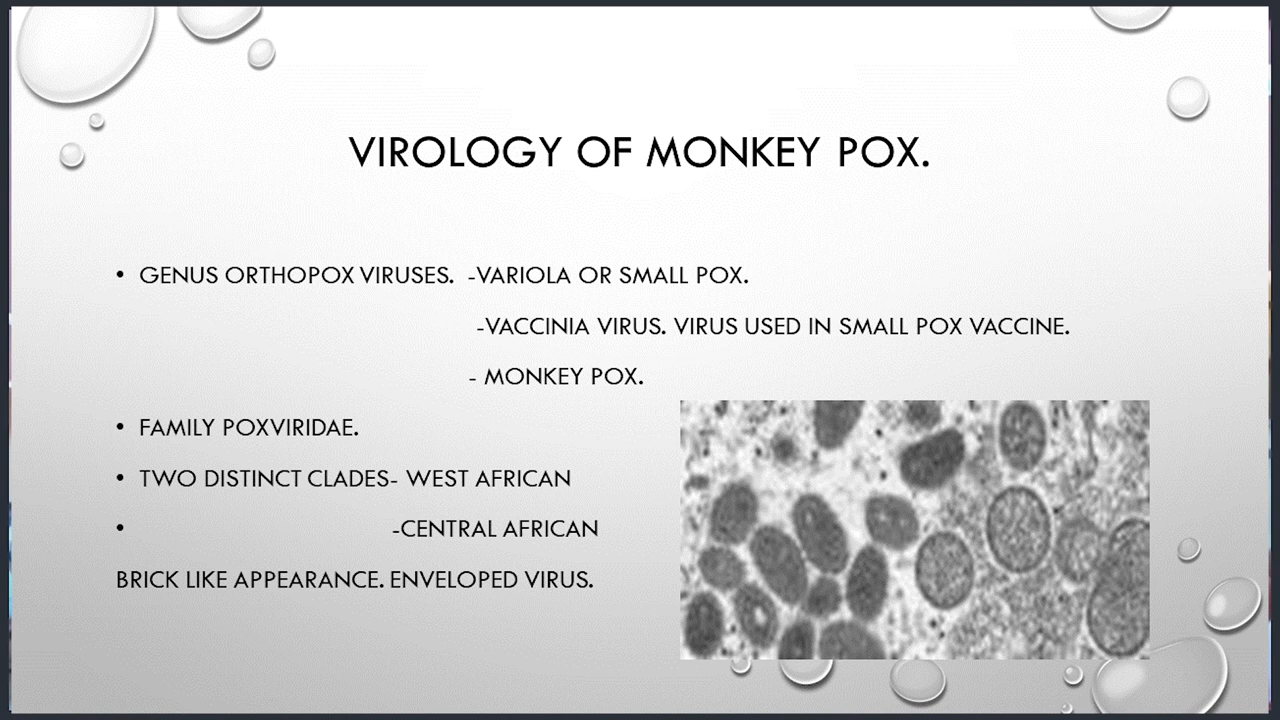 VIROLOGY OF MONKEY POX.
• GENUS ORTHOPOX VIRUSES. -VARIOLA OR SMALL POX.
-VACCINIA VIRUS. VIRUS USED IN SMALL POX VACCINE.
- MONKEY POX.
• FAMILY POXVIRIDAE.
• TWO DISTINCT CLADES- WEST AFRICAN
• -CENTRAL AFRICAN
BRICK LIKE APPEARANCE. ENVELOPED VIRUS.